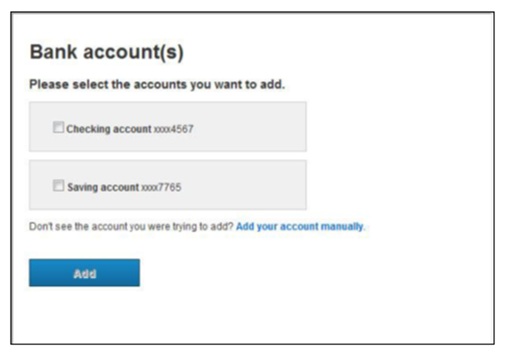 Bank account(s)
Please select the accounts you want to add.
Checking account xxxx4567
Saving account xxxx7765
Don't see the account you were trying to add? Add your account manually.
Add